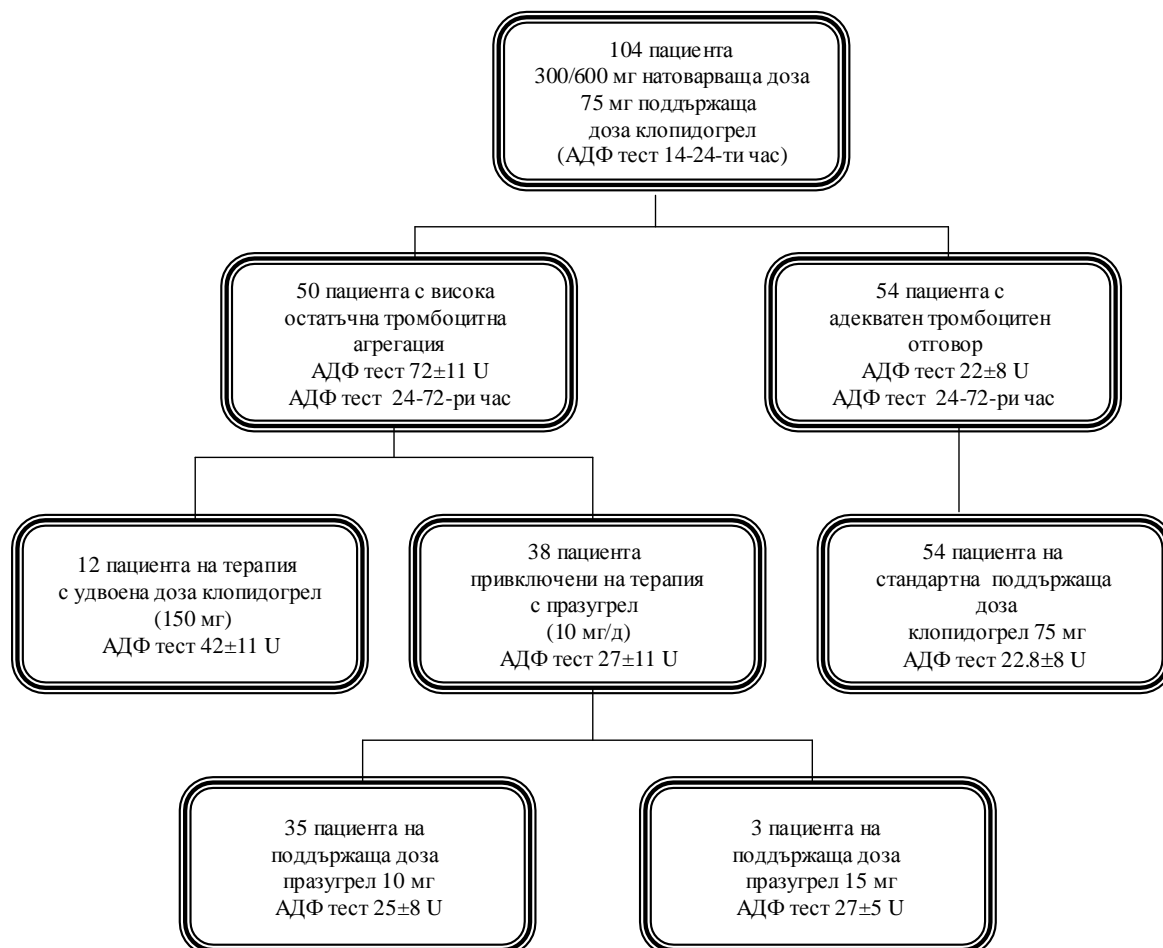 104 пациента
300/600 мг натоварваща доза
75 мг поддържаща
доза клопидогрел
(АДФ тест 14-24-ти час)
50 пациента с висока
остатъчна тромбоцитна
агрегация
АДФ тест 72±11 U
АДФ тест 24-72-ри час
54 пациента с
адекватен тромбоцитен
отговор
АДФ тест 22±8 U
АДФ тест 24-72-ри час
12 пациента на терапия
с удвоена доза клопидогрел
(150 мг)
АДФ тест 42±11 U
38 пациента
привключени на терапия
с празугрел
(10 мг/д)
АДФ тест 27±11 U
54 пациента на
стандартна поддържаща
доза
клопидогрел 75 мг
АДФ тест 22.8±8 U
35 пациента на
поддържаща доза
празугрел 10 мг
АДФ тест 25±8 U
3 пациента на
поддържаща доза
празугрел 15 мг
АДФ тест 27±5 U